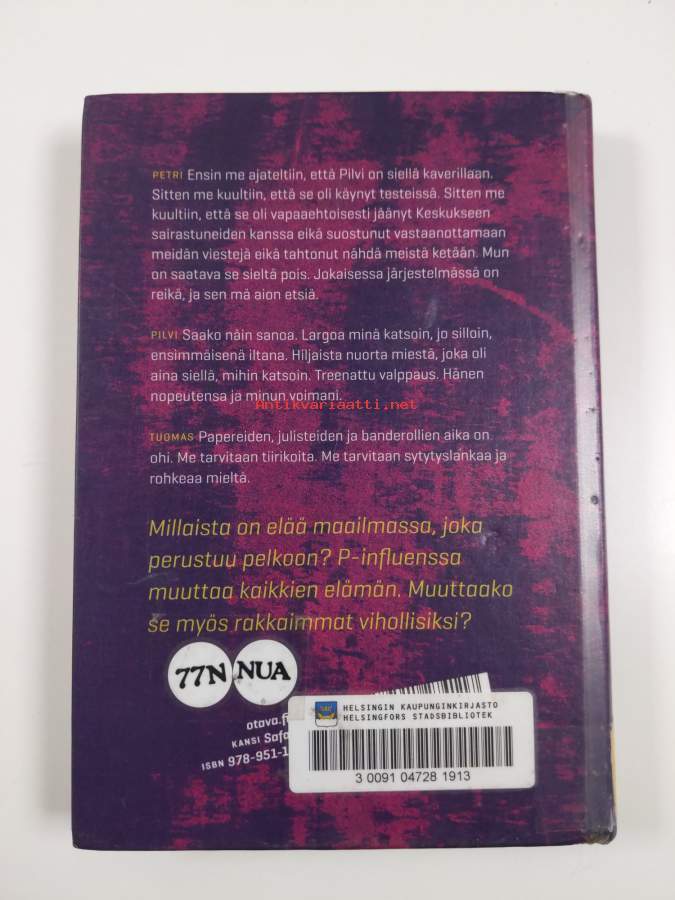 PETRI Ensin me ajateltiin, että Pilvi on siellä kaverillaan.
Sitten me kuultiin, että se oli käynyt testeissä. Sitten me
kuultiin, että se oli vapaaehtoisesti jäänyt Keskukseen
sairastuneiden kanssa eikä suostunut vastaanottamaan
meidän viestejä eikä tahtonut nähdä meistä ketään. Mun
on saatava se sieltä pois. Jokaisessa järjestelmässä on
reikä, ja sen mä aion etsiä.
PILVI Saako näin sanoa. Largoa minä katsoin, jo silloin,
ensimmäisenä iltana. Hiljaista nuorta miestä, joka oli
aina siellä, mihin katsoin. Treenattu valppaus. Hänen
nopeutensa ja minun voimani.
Antikvariaatti.net
TUOMAS Papereiden, julisteiden ja banderollien aika on
ohi. Me tarvitaan tiirikoita. Me tarvitaan sytytyslankaa ja
rohkeaa mieltä.
Millaista on elää maailmassa, joka
perustuu pelkoon? P-influenssa
muuttaa kaikkien elämän. Muuttaako
se myös rakkaimmat vihollisiksi?
77N NUA
otava.f
KANSI Safa
ISBN 978-951-1
HELSINGIN KAUPUNGINKIRJASTO
HELSINGFORS STADSBIBLIOTEK
3 0091 04728 1913